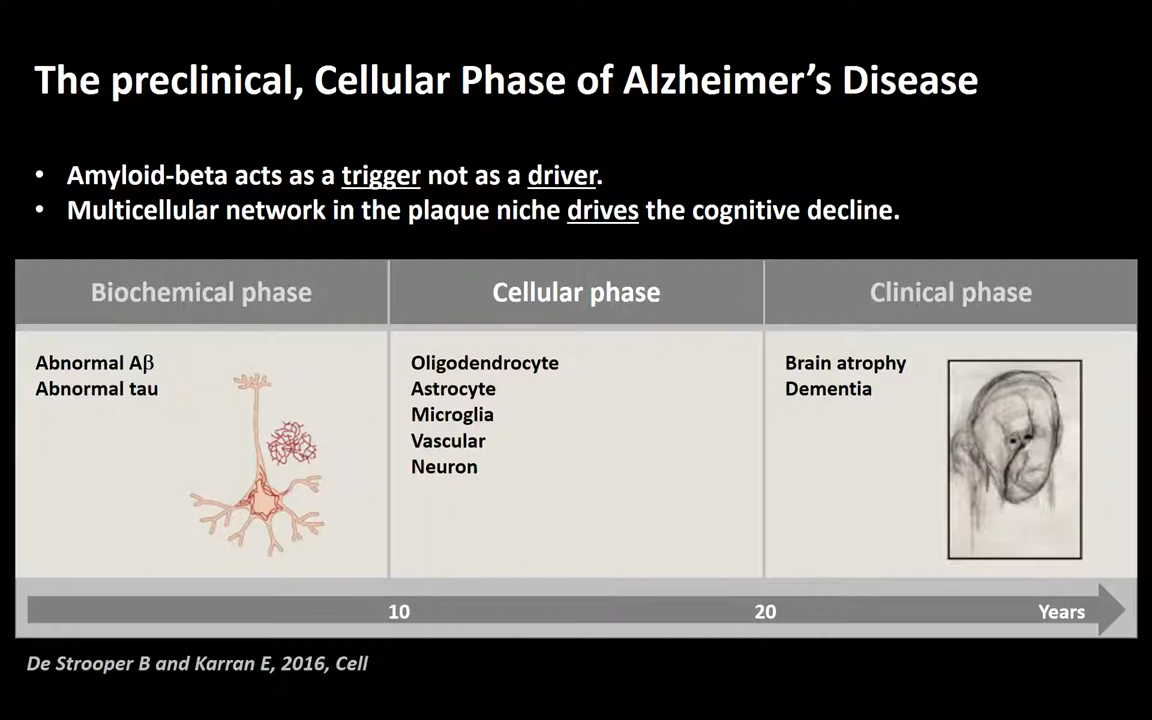 The preclinical, Cellular Phase of Alzheimer’s Disease
• Amyloid-beta acts as a trigger not as a driver.
• Multicellular network in the plaque niche drives the cognitive decline.
Biochemical phase
Cellular phase
Clinical phase
Abnormal Aβ
Abnormal tau
Oligodendrocyte
Astrocyte
Microglia
Vascular
Neuron
Brain atrophy
Dementia
10
20
Years
De Strooper B and Karran E, 2016, Cell